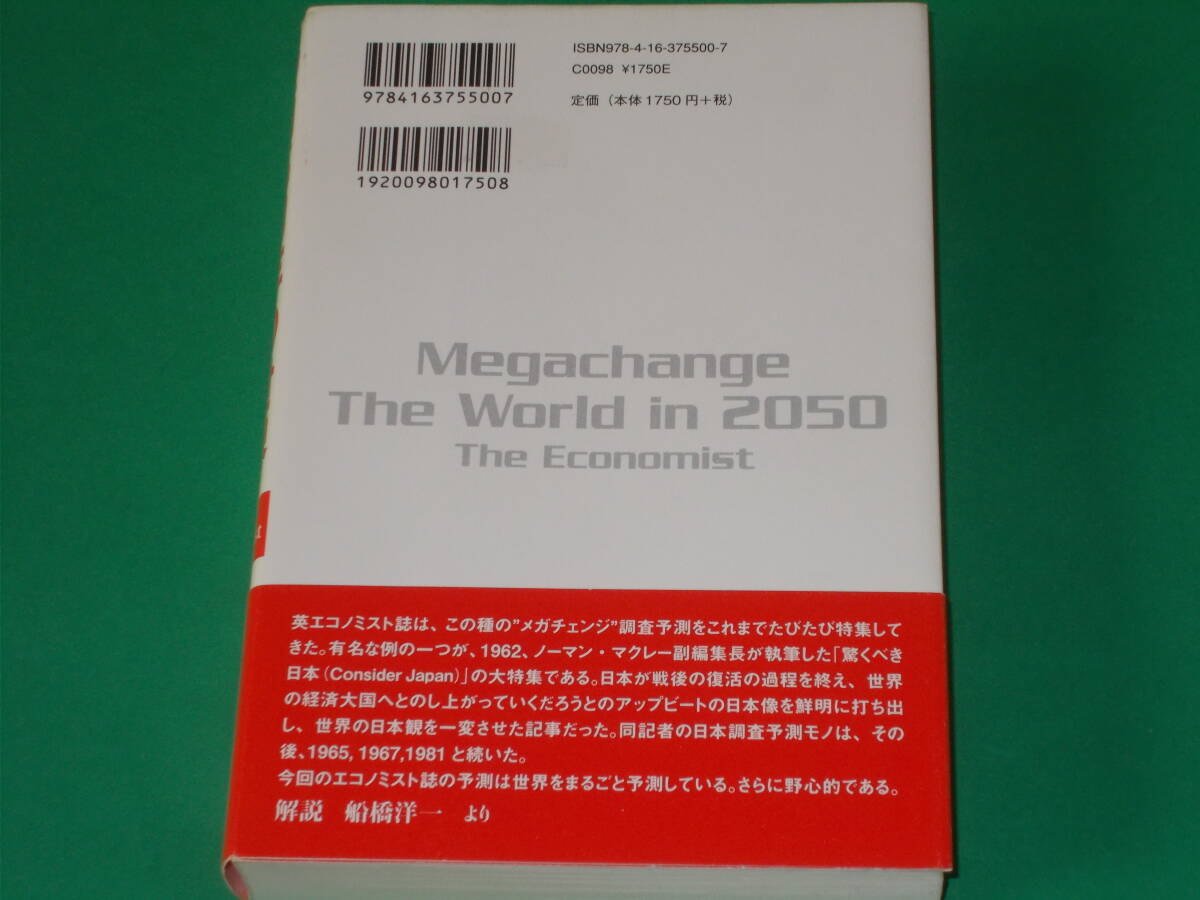 ISBN978-4-16-375500-7
C0098 ¥1750E
定価（本体1750円＋税）
9784163755007
1920098017508
Megachange
The World in 2050
The Economist
英エコノミスト誌は、この種の”メガチェンジ”調査予測をこれまでたびたび特集して
きた。有名な例の一つが、1962、ノーマン・マクレー副編集長が執筆した「驚くべき
日本（Consider Japan）」の大特集である。日本が戦後の復活の過程を終え、世界
の経済大国へとのし上がっていくだろうとのアップビートの日本像を鮮明に打ち出
し、世界の日本観を一変させた記事だった。同記者の日本調査予測モノは、その
後、1965, 1967,1981 と続いた。
今回のエコノミスト誌の予測は世界をまるごと予測している。さらに野心的である。
解説 船橋洋一 より